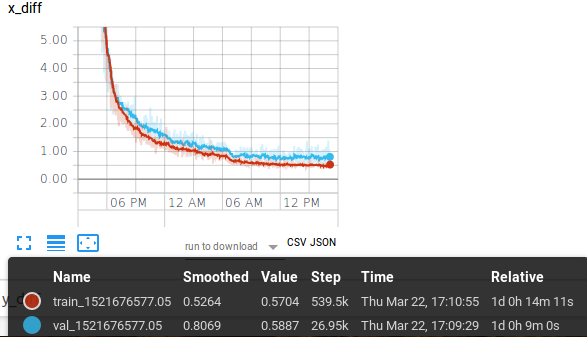 x_diff
5.00
4.00
3.00
2.00
1.00
0.00
06 PM 12 AM 06 AM 12 PM
run to download CSV JSON
Name Smoothed Value Step Time Relative
train_1521676577.05 0.5264 0.5704 539.5k Thu Mar 22, 17:10:55 1d 0h 14m 11s
val_1521676577.05 0.8069 0.5887 26.95k Thu Mar 22, 17:09:29 1d 0h 9m 0s